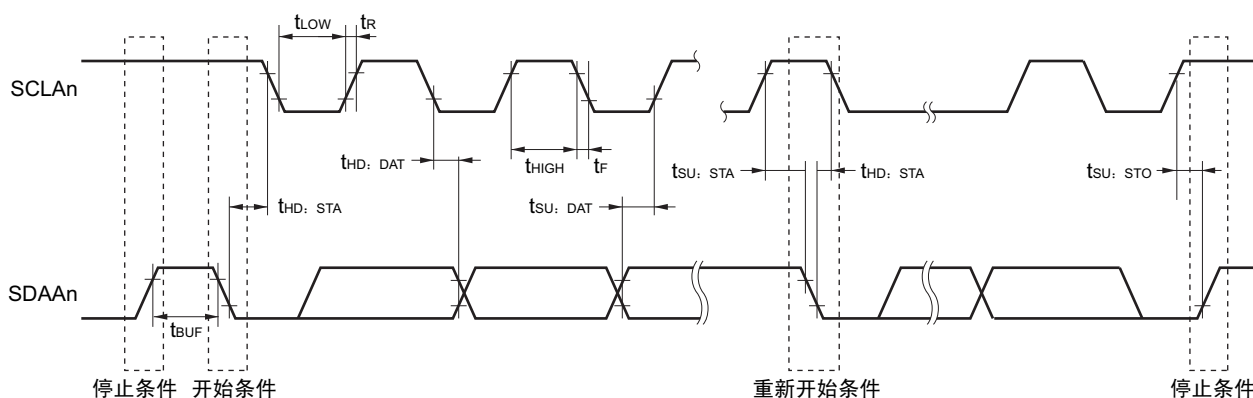 tLOW tR
SCLAn
tHD: DAT tHIGH tF tSU: STA tHD: STA tSU: STO
tHD: STA tSU: DAT
SDAAn
tBUF
停止条件 开始条件 重新开始条件 停止条件